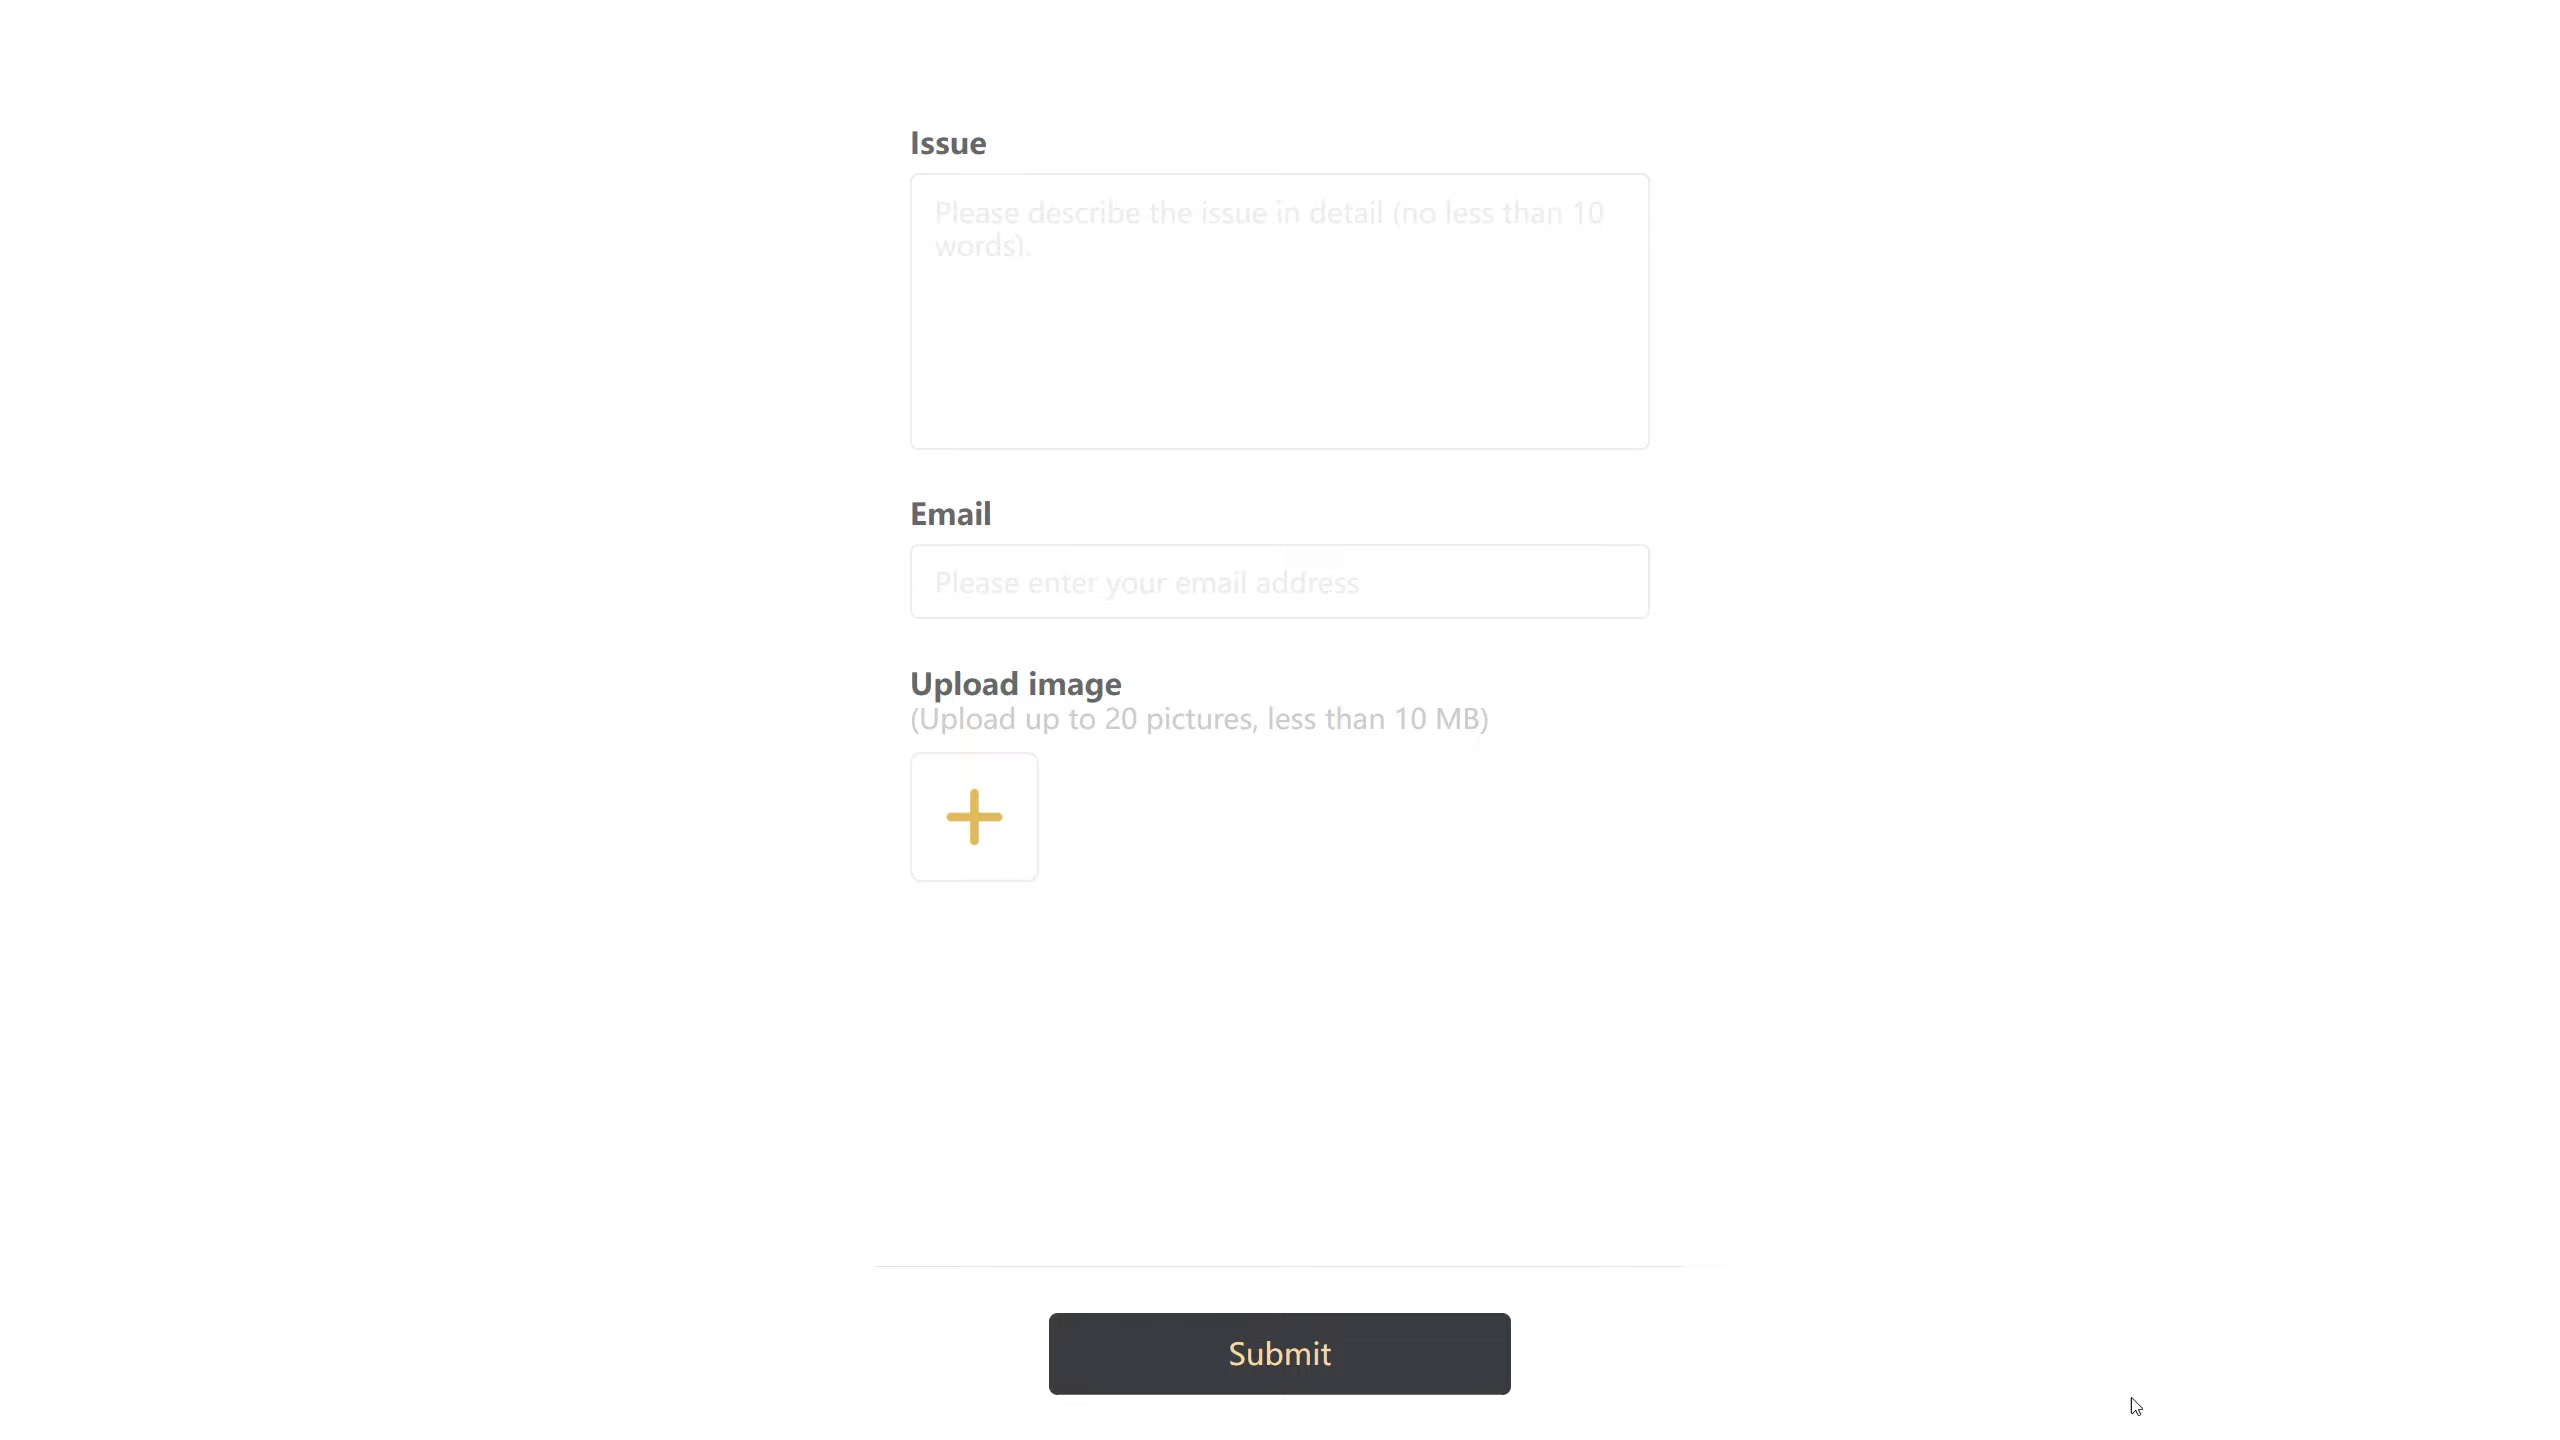 Issue
Please describe the issue in detail (no less than 10
words).
Email
Please enter your email address
Upload image
(Upload up to 20 pictures, less than 10 MB)
Submit